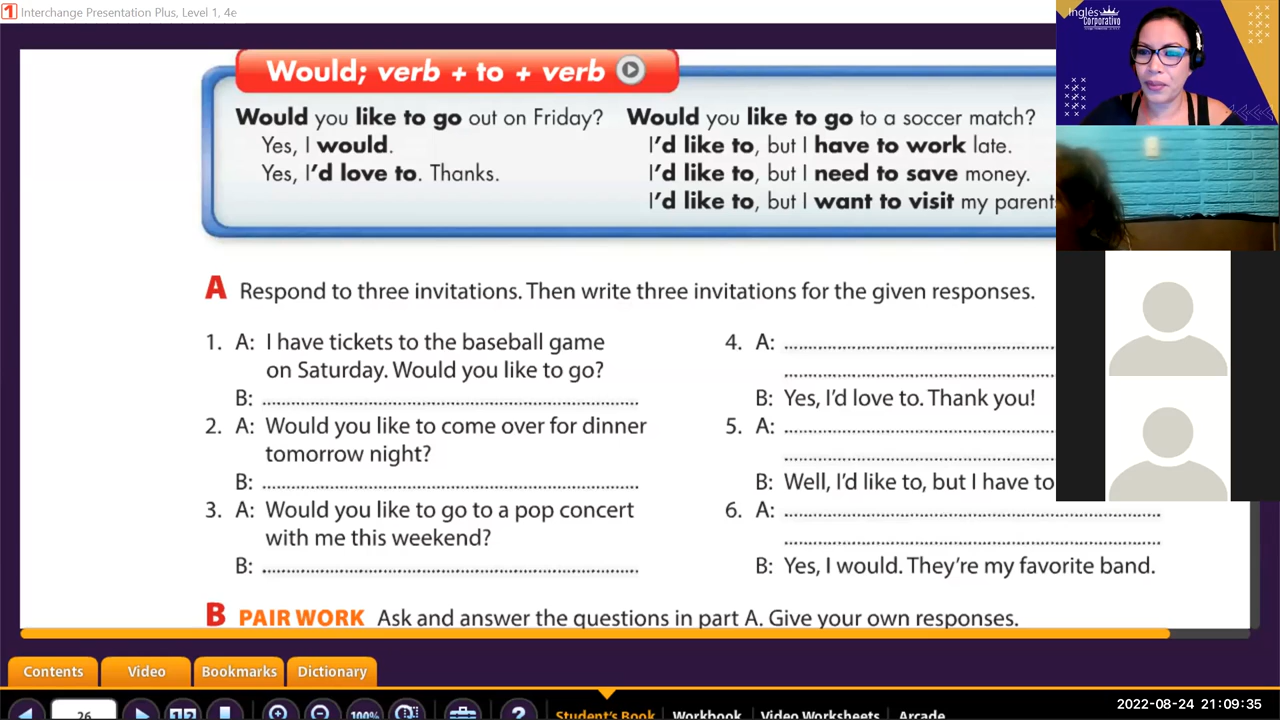 Interchange Presentation Plus, Level 1, 4e
Inglés
Corporativo
Would; verb + to + verb
Would you like to go out on Friday?
Yes, I would.
Yes, I'd love to. Thanks.
Would you like to go to a soccer match?
I'd like to, but I have to work late.
I'd like to, but I need to save money.
I'd like to, but I want to visit my parent
A Respond to three invitations. Then write three invitations for the given responses.
1. A: I have tickets to the baseball game
on Saturday. Would you like to go?
B:
2. A: Would you like to come over for dinner
tomorrow night?
B:
3. A: Would you like to go to a pop concert
with me this weekend?
B:
4. A:
B: Yes, I'd love to. Thank you!
5. A:
B: Well, I'd like to, but I have to
6. A:
B: Yes, I would. They're my favorite band.
B PAIR WORK Ask and answer the questions in part A. Give your own responses.
Contents
Video
Bookmarks
Dictionary
26
100%
?
Student's Book
Workbook
Video Worksheets
Arcade
2022-08-24 21:09:35